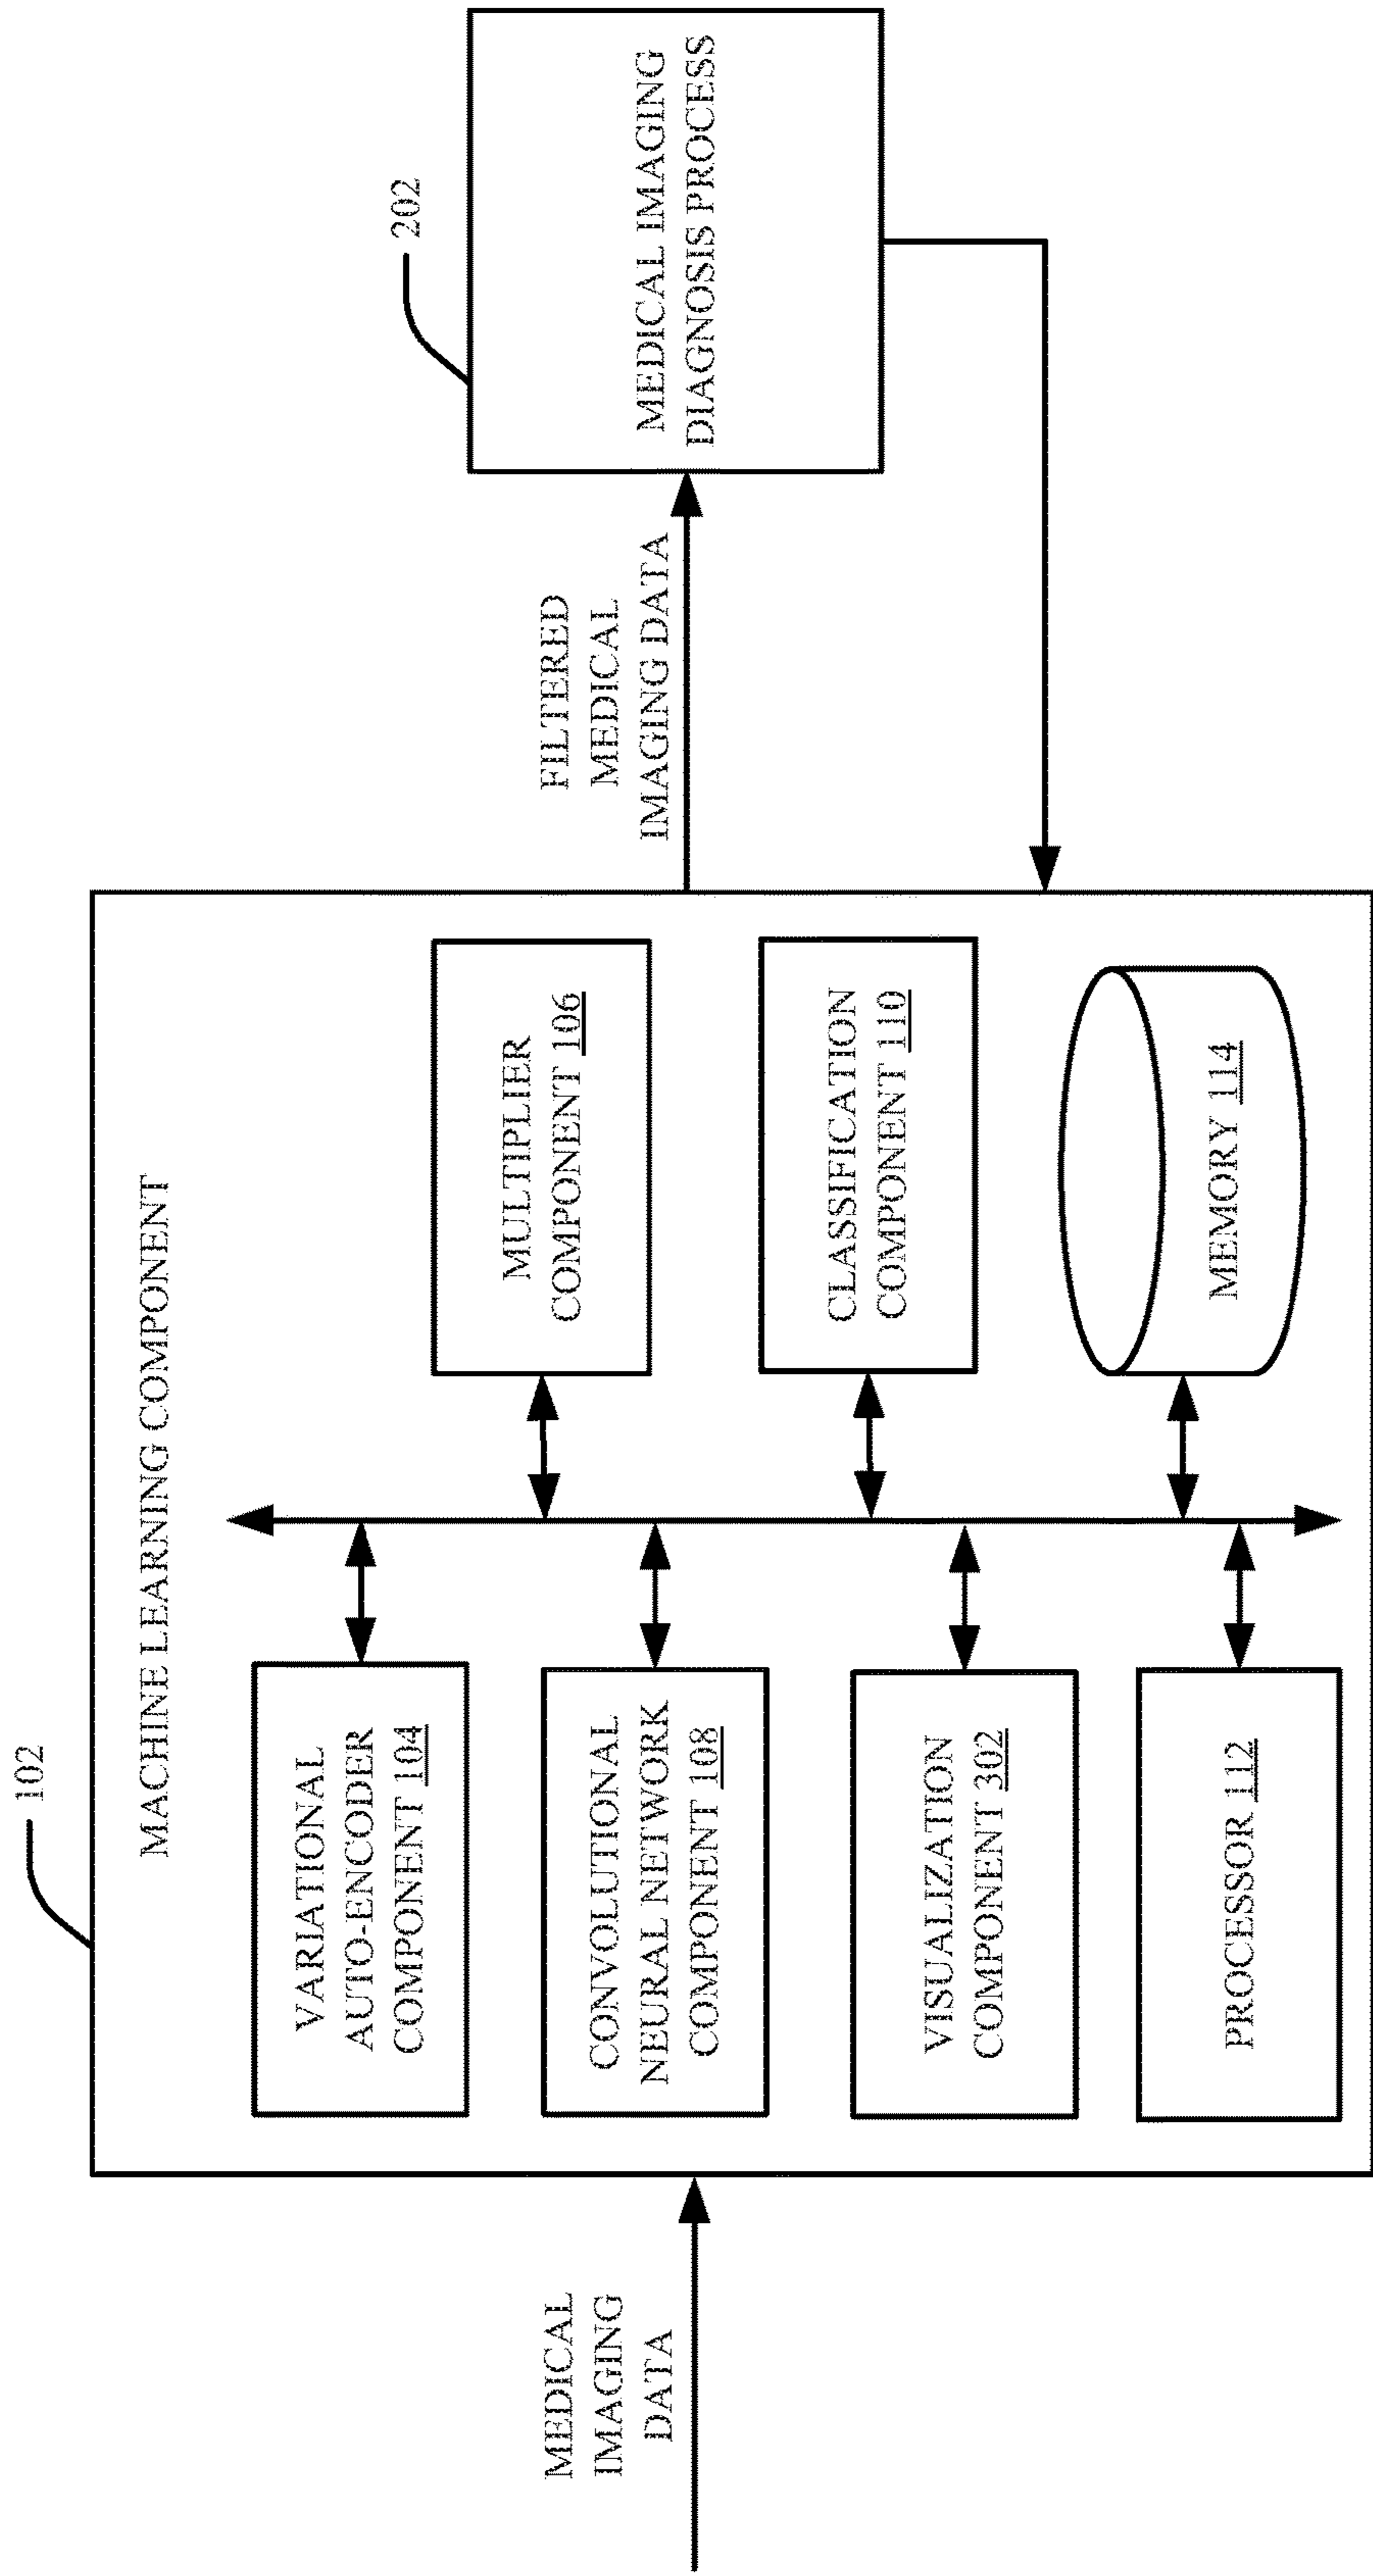 102
MACHINE LEARNING COMPONENT
VARIATIONAL
AUTO-ENCODER
COMPONENT 104
MULTIPLIER
COMPONENT 106
CONVOLUTIONAL
NEURAL NETWORK
COMPONENT 108
CLASSIFICATION
COMPONENT 110
VISUALIZATION
COMPONENT 302
PROCESSOR 112
MEMORY 114
MEDICAL
IMAGING
DATA
FILTERED
MEDICAL
IMAGING DATA
202
MEDICAL IMAGING
DIAGNOSIS PROCESS